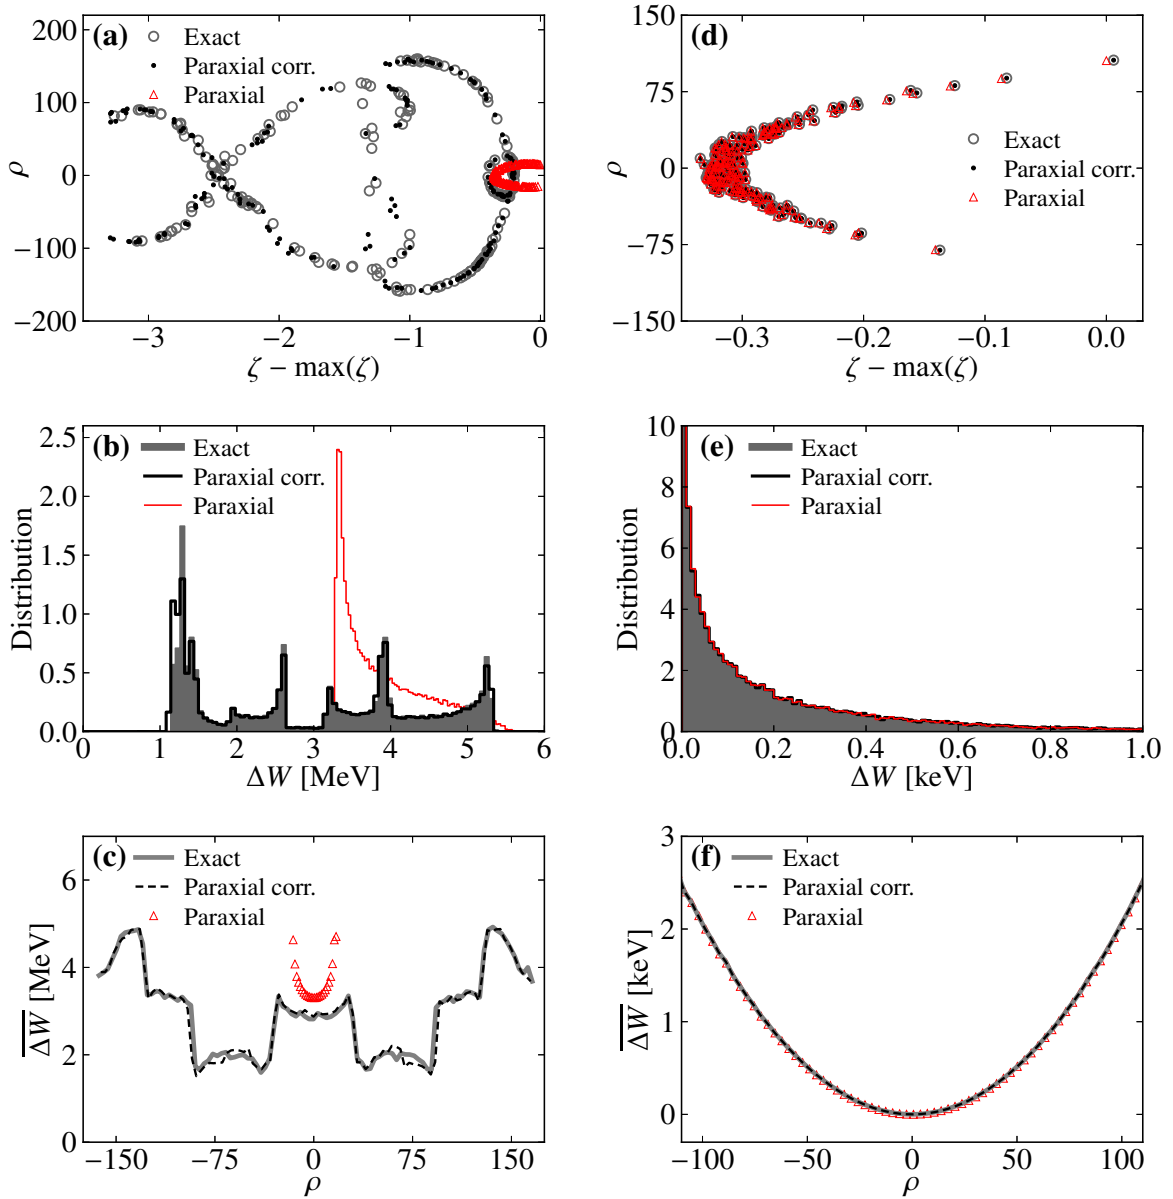 (a)
Exact
Paraxial corr.
Paraxial
200
100
0
−100
−200
ρ
−3
−2
−1
0
ζ − max(ζ)
(d)
150
75
0
−75
−150
ρ
Exact
Paraxial corr.
Paraxial
−0.3
−0.2
−0.1
0.0
ζ − max(ζ)
(b)
Exact
Paraxial corr.
Paraxial
2.5
2.0
1.5
1.0
0.5
0.0
Distribution
0
1
2
3
4
5
6
ΔW [MeV]
(e)
Exact
Paraxial corr.
Paraxial
10
8
6
4
2
0
Distribution
0.0
0.2
0.4
0.6
0.8
1.0
ΔW [keV]
(c)
Exact
Paraxial corr.
Paraxial
6
4
2
0
Δ͞W͞ [MeV]
−150
−75
0
75
150
ρ
(f)
Exact
Paraxial corr.
Paraxial
3
2
1
0
Δ͞W͞ [keV]
−100
−50
0
50
100
ρ